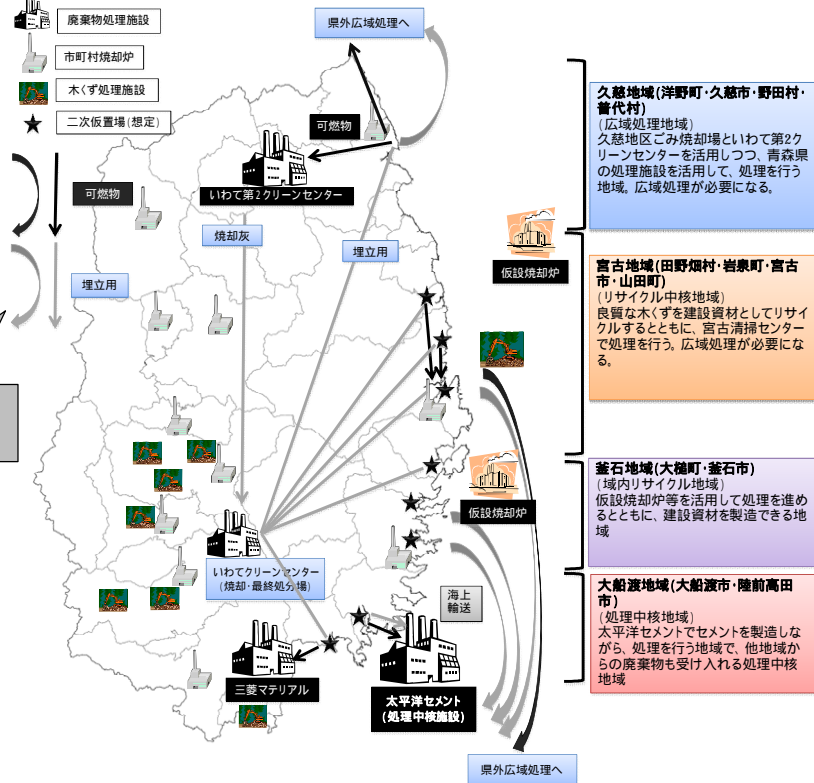 廃棄物処理施設
市町村焼却炉
木くず処理施設
二次仮置場(想定)
可燃物
埋立用
県外広域処理へ
可燃物
いわて第2クリーンセンター
焼却灰
埋立用
仮設焼却炉
仮設焼却炉
いわてクリーンセンター
(焼却・最終処分場)
海上
輸送
三菱マテリアル
太平洋セメント
(処理中核施設)
県外広域処理へ
久慈地域(洋野町・久慈市・野田村・
普代村)
(広域処理地域)
久慈地区ごみ焼却場といわて第2ク
リーンセンターを活用しつつ、青森県
の処理施設を活用して、処理を行う
地域。広域処理が必要になる。
宮古地域(田野畑村・岩泉町・宮古
市・山田町)
(リサイクル中核地域)
良質な木くずを建設資材としてリサイ
クルするとともに、宮古清掃センター
で処理を行う。広域処理が必要にな
る。
釜石地域(大槌町・釜石市)
(域内リサイクル地域)
仮設焼却炉等を活用して処理を進め
るとともに、建設資材を製造できる地
域
大船渡地域(大船渡市・陸前高田
市)
(処理中核地域)
太平洋セメントでセメントを製造しな
がら、処理を行う地域で、他地域か
らの廃棄物も受け入れる処理中核
地域